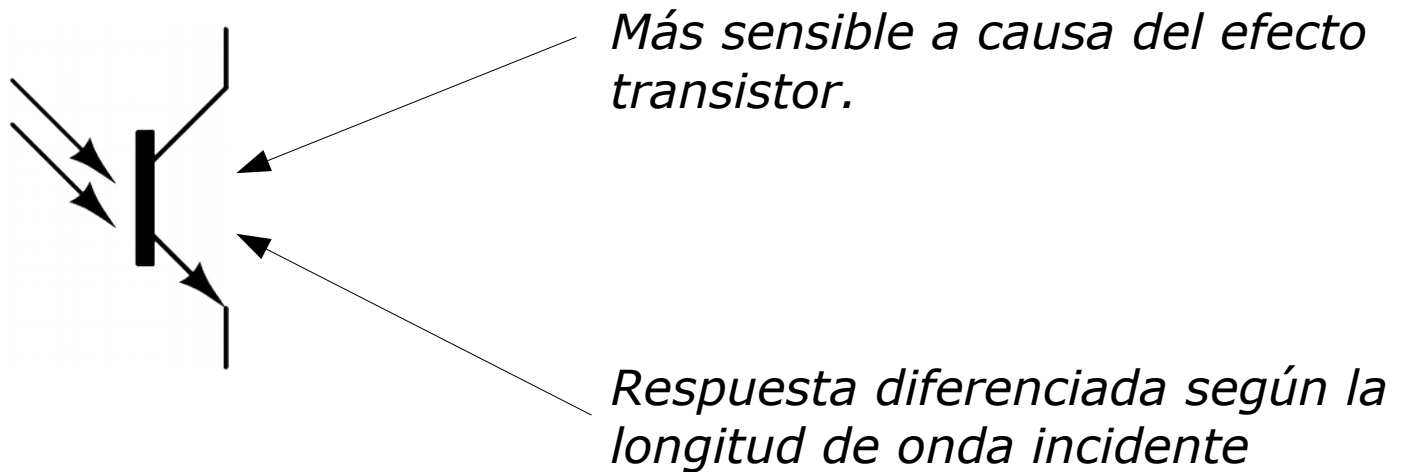 Más sensible a causa del efecto
transistor.
Respuesta diferenciada según la
longitud de onda incidente